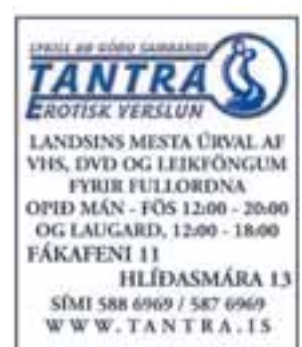 LYKILL AÐ GÓÐU SAMBANDI
TANTRA
EROTISK VERSLUN
LANDSINS MESTA ÚRVAL AF
VHS, DVD OG LEIKFÖNGUM
FYRIR FULLORÐNA
OPIÐ MÁN - FÖS 12:00 - 20:00
OG LAUGARD, 12:00 - 18:00
FÁKAFENI 11
HLÍÐASMÁRA 13
SÍMI 588 6969 / 587 6969
WWW.TANTRA.IS